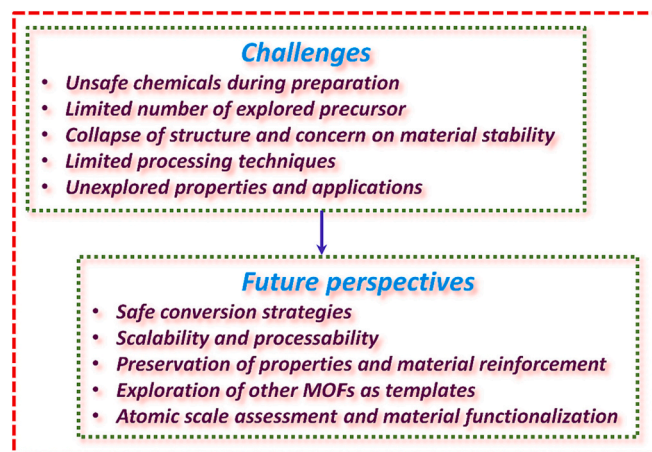 Challenges
• Unsafe chemicals during preparation
• Limited number of explored precursor
• Collapse of structure and concern on material stability
• Limited processing techniques
• Unexplored properties and applications
Future perspectives
• Safe conversion strategies
• Scalability and processability
• Preservation of properties and material reinforcement
• Exploration of other MOFs as templates
• Atomic scale assessment and material functionalization